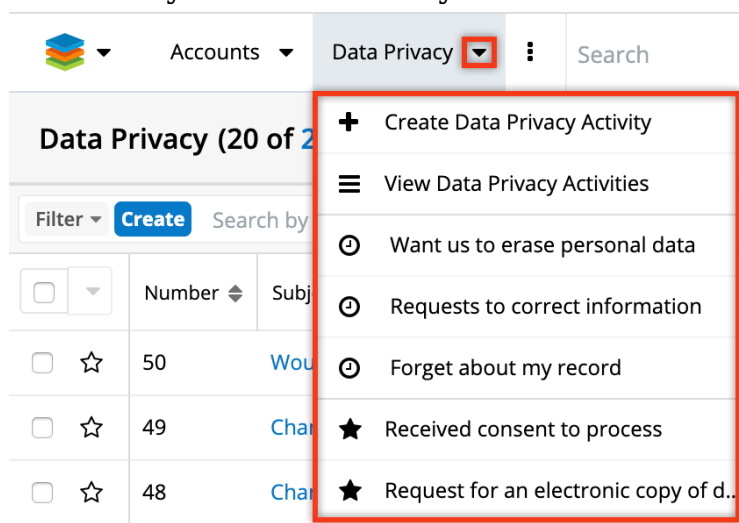 Accounts Data Privacy Search
Data Privacy (20 of 2
Create Data Privacy Activity
View Data Privacy Activities
Filter Create Search by
Want us to erase personal data
Number Subj
Requests to correct information
50 Wou
Forget about my record
49 Char
Received consent to process
48 Char
Request for an electronic copy of d..